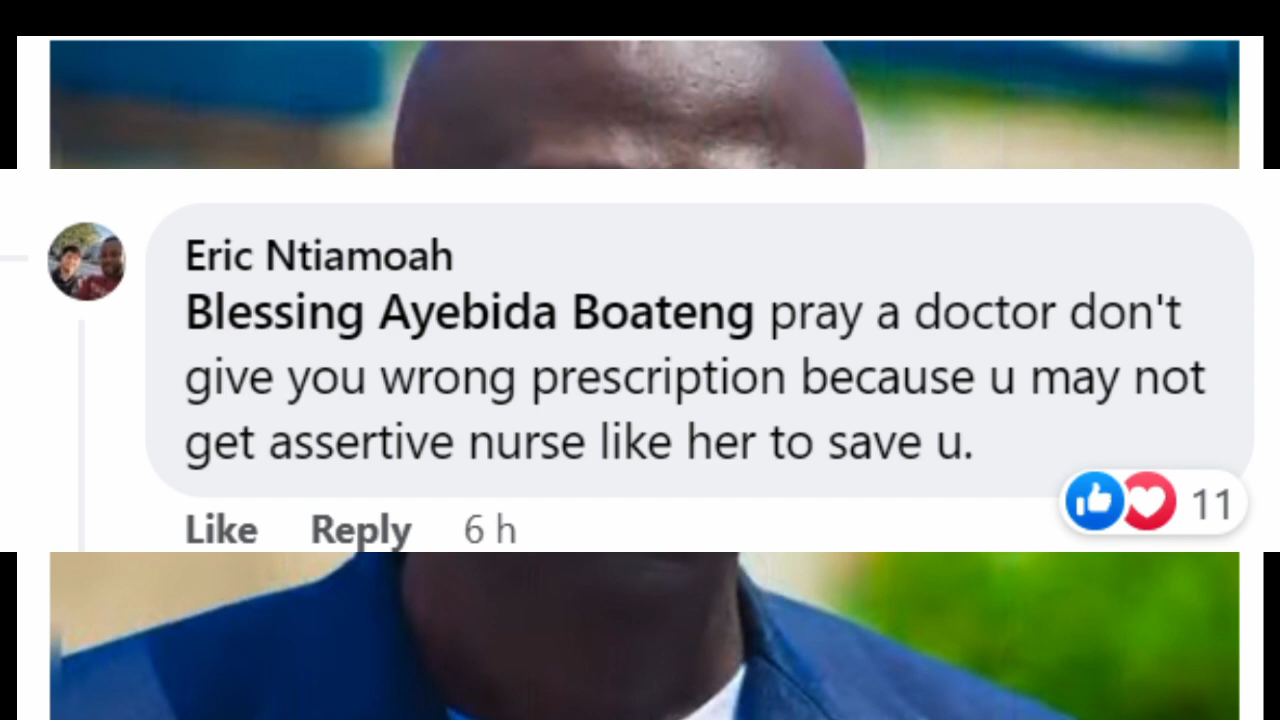 Eric Ntiamoah
Blessing Ayebida Boateng pray a doctor don't
give you wrong prescription because u may not
get assertive nurse like her to save u.
11
Like Reply 6 h